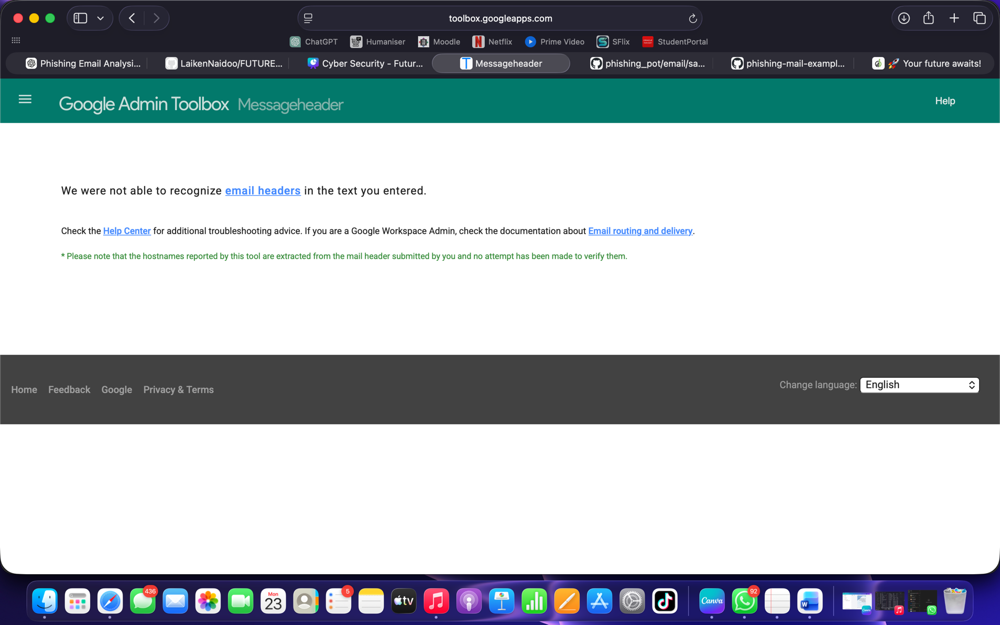 toolbox.googleapps.com
ChatGPT Humaniser Moodle Netflix Prime Video SFlix StudentPortal
Phishing Email Analysi... LaikenNaidoo/FUTURE... Cyber Security - Futur... Messageheader phishing_pot/email/sa... phishing-mail-exampl... 🚀 Your future awaits!
Google Admin Toolbox Messageheader Help
We were not able to recognize email headers in the text you entered.
Check the Help Center for additional troubleshooting advice. If you are a Google Workspace Admin, check the documentation about Email routing and delivery.
* Please note that the hostnames reported by this tool are extracted from the mail header submitted by you and no attempt has been made to verify them.
Home Feedback Google Privacy & Terms Change language: English
436 Mon 23 5 tv Canva 92 W